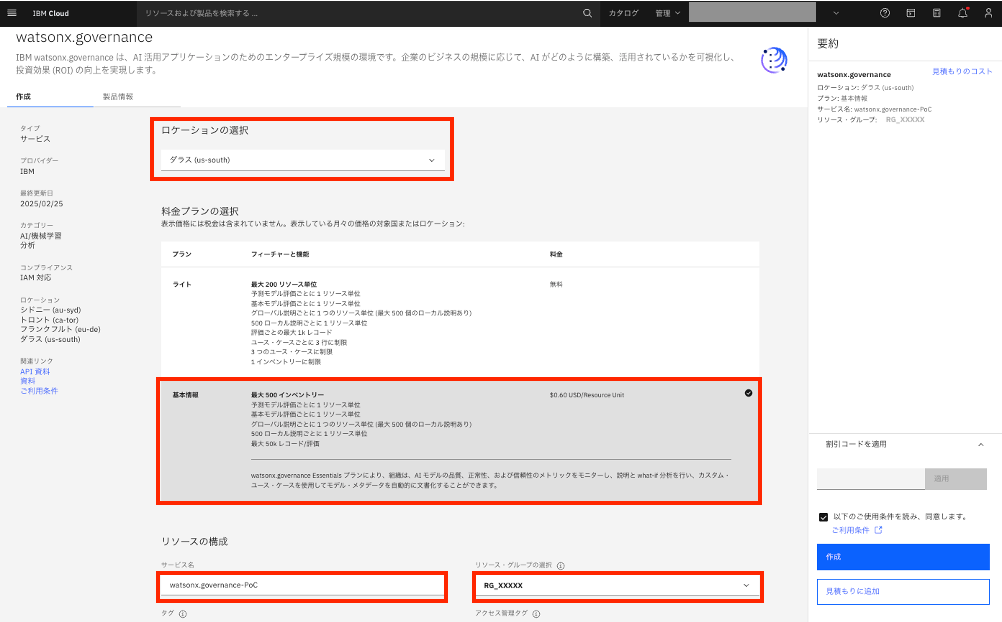 IBM Cloud
リソースおよび製品を検索する ...
カタログ
管理
watsonx.governance
IBM watsonx.governance は、AI 活用アプリケーションのためのエンタープライズ規模の環境です。企業のビジネスの規模に応じて、AI がどのように構築、活用されているかを可視化し、
投資効果 (ROI) の向上を実現します。
作成
製品情報
タイプ
サービス
プロバイダー
IBM
最終更新日
2025/02/25
カテゴリー
AI/機械学習
分析
コンプライアンス
IAM 対応
ロケーション
シドニー (au-syd)
トロント (ca-tor)
フランクフルト (eu-de)
ダラス (us-south)
関連リンク
API 資料
資料
ご利用条件
ロケーションの選択
ダラス (us-south)
料金プランの選択
表示価格には税金は含まれていません。表示している月々の価格の対象国またはロケーション:
プラン
フィーチャーと機能
料金
ライト
最大 200 リソース単位
予測モデル評価ごとに 1 リソース単位
基本モデル評価ごとに 1 リソース単位
グローバル説明ごとに 1 つのリソース単位 (最大 500 個のローカル説明あり)
500 ローカル説明ごとに 1 リソース単位
評価ごとの最大 1k レコード
ユース・ケースごとに 3 行に制限
3 つのユース・ケースに制限
1 インベントリーに制限
無料
基本情報
最大 500 インベントリー
予測モデル評価ごとに 1 リソース単位
基本モデル評価ごとに 1 リソース単位
グローバル説明ごとに 1 つのリソース単位 (最大 500 個のローカル説明あり)
500 ローカル説明ごとに 1 リソース単位
最大 50k レコード/評価
$0.60 USD/Resource Unit
watsonx.governance Essentials プランにより、組織は、AI モデルの品質、正常性、および信頼性のメトリックをモニターし、説明と what-if 分析を行い、カスタム・
ユース・ケースを使用してモデル・メタデータを自動的に文書化することができます。
リソースの構成
サービス名
watsonx.governance-PoC
リソース・グループの選択
RG_XXXXX
タグ
アクセス管理タグ
要約
watsonx.governance
見積もりのコスト
ロケーション: ダラス (us-south)
プラン: 基本情報
サービス名: watsonx.governance-PoC
リソース・グループ: RG_XXXXX
割引コードを適用
適用
以下のご使用条件を読み、同意します。
ご利用条件
作成
見積もりに追加